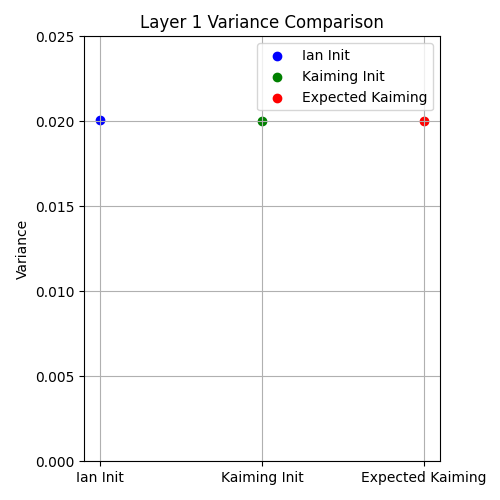 Layer 1 Variance Comparison
Ian Init
Kaiming Init
Expected Kaiming
0.025
0.020
0.015
0.010
0.005
0.000
Variance
Ian Init
Kaiming Init
Expected Kaiming